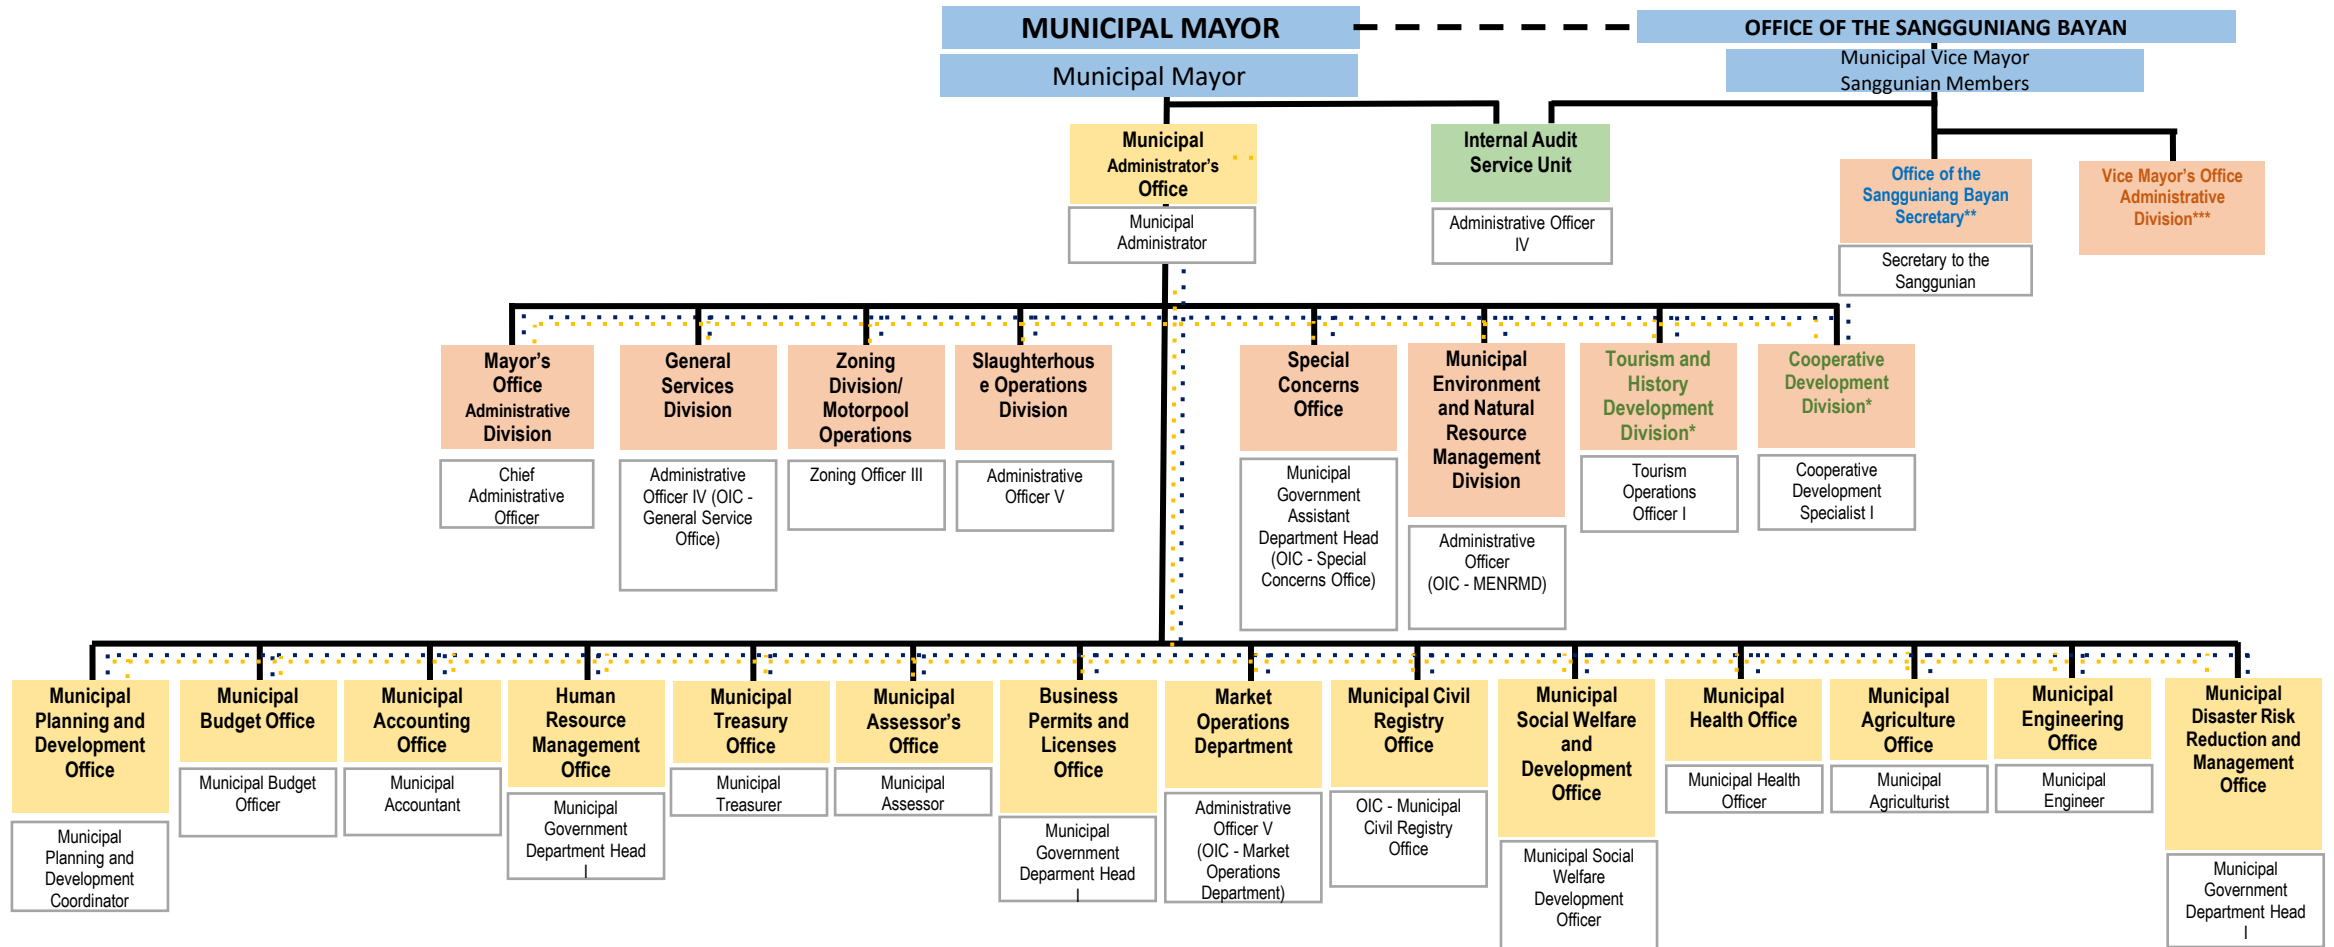 MUNICIPAL MAYOR
OFFICE OF THE SANGGUNIANG BAYAN
Municipal Mayor
Municipal Vice Mayor
Sanggunian Members
Municipal
Administrator's
Office
Municipal
Administrator
Internal Audit
Service Unit
Administrative Officer
IV
Office of the
Sangguniang Bayan
Secretary**
Secretary to the
Sanggunian
Vice Mayor's Office
Administrative
Division***
Mayor's
Office
Administrative
Division
Chief
Administrative
Officer
General
Services
Division
Administrative
Officer IV (OIC -
General Service
Office)
Zoning
Division/
Motorpool
Operations
Zoning Officer III
Slaughterhous
e Operations
Division
Administrative
Officer V
Special
Concerns
Office
Municipal
Government
Assistant
Department Head
(OIC - Special
Concerns Office)
Municipal
Environment
and Natural
Resource
Management
Division
Administrative
Officer
(OIC - MENRMD)
Tourism and
History
Development
Division*
Tourism
Operations
Officer I
Cooperative
Development
Division*
Cooperative
Development
Specialist I
Municipal
Planning and
Development
Office
Municipal
Planning and
Development
Coordinator
Municipal
Budget Office
Municipal Budget
Officer
Municipal
Accounting
Office
Municipal
Accountant
Human
Resource
Management
Office
Municipal
Government
Department Head
I
Municipal
Treasury
Office
Municipal
Treasurer
Municipal
Assessor's
Office
Municipal
Assessor
Business
Permits and
Licenses
Office
Municipal
Government
Deparment Head
I
Market
Operations
Department
Administrative
Officer V
(OIC - Market
Operations
Department)
Municipal Civil
Registry
Office
OIC - Municipal
Civil Registry
Office
Municipal
Social Welfare
and
Development
Office
Municipal Social
Welfare
Development
Officer
Municipal
Health Office
Municipal Health
Officer
Municipal
Agriculture
Office
Municipal
Agriculturist
Municipal
Engineering
Office
Municipal
Engineer
Municipal
Disaster Risk
Reduction and
Management
Office
Municipal
Government
Department Head
I